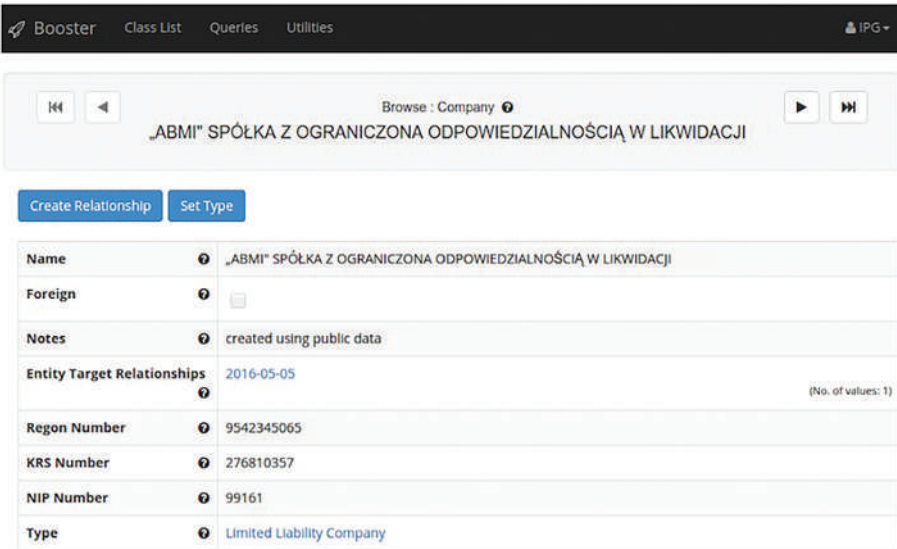 Booster Class List Queries Utilities IPG
Browse : Company
„ABMI" SPÓŁKA Z OGRANICZONA ODPOWIEDZIALNOŚCIĄ W LIKWIDACJI
Create Relationship Set Type
Name „ABMI" SPÓŁKA Z OGRANICZONA ODPOWIEDZIALNOŚCIĄ W LIKWIDACJI
Foreign
Notes created using public data
Entity Target Relationships 2016-05-05
(No. of values: 1)
Regon Number 9542345065
KRS Number 276810357
NIP Number 99161
Type Limited Liability Company